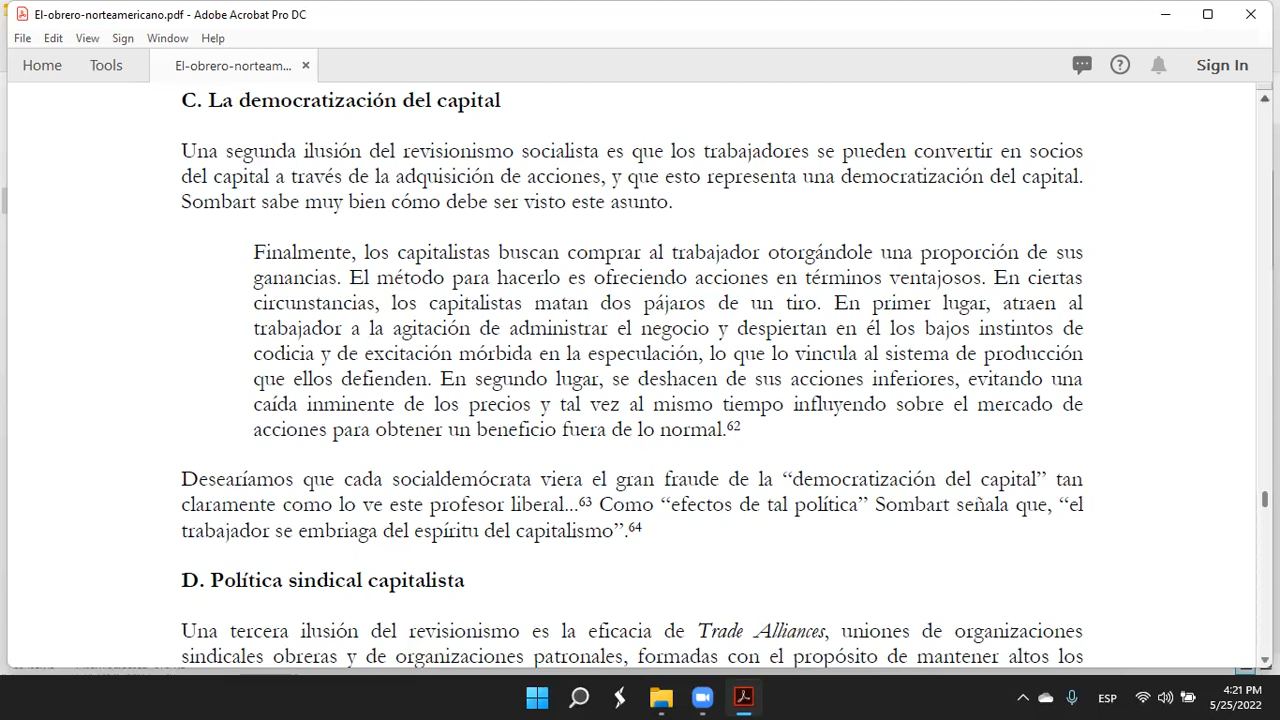 El-obrero-norteamericano.pdf - Adobe Acrobat Pro DC
File Edit View Sign Window Help
Home Tools El-obrero-norteam... × Sign In
C. La democratización del capital
Una segunda ilusión del revisionismo socialista es que los trabajadores se pueden convertir en socios
del capital a través de la adquisición de acciones, y que esto representa una democratización del capital.
Sombart sabe muy bien cómo debe ser visto este asunto.
Finalmente, los capitalistas buscan comprar al trabajador otorgándole una proporción de sus
ganancias. El método para hacerlo es ofreciendo acciones en términos ventajosos. En ciertas
circunstancias, los capitalistas matan dos pájaros de un tiro. En primer lugar, atraen al
trabajador a la agitación de administrar el negocio y despiertan en él los bajos instintos de
codicia y de excitación mórbida en la especulación, lo que lo vincula al sistema de producción
que ellos defienden. En segundo lugar, se deshacen de sus acciones inferiores, evitando una
caída inminente de los precios y tal vez al mismo tiempo influyendo sobre el mercado de
acciones para obtener un beneficio fuera de lo normal.62
Desearíamos que cada socialdemócrata viera el gran fraude de la “democratización del capital” tan
claramente como lo ve este profesor liberal...63 Como “efectos de tal política” Sombart señala que, “el
trabajador se embriaga del espíritu del capitalismo”.64
D. Política sindical capitalista
Una tercera ilusión del revisionismo es la eficacia de Trade Alliances, uniones de organizaciones
sindicales obreras y de organizaciones patronales, formadas con el propósito de mantener altos los
ESP
4:21 PM
5/25/2022